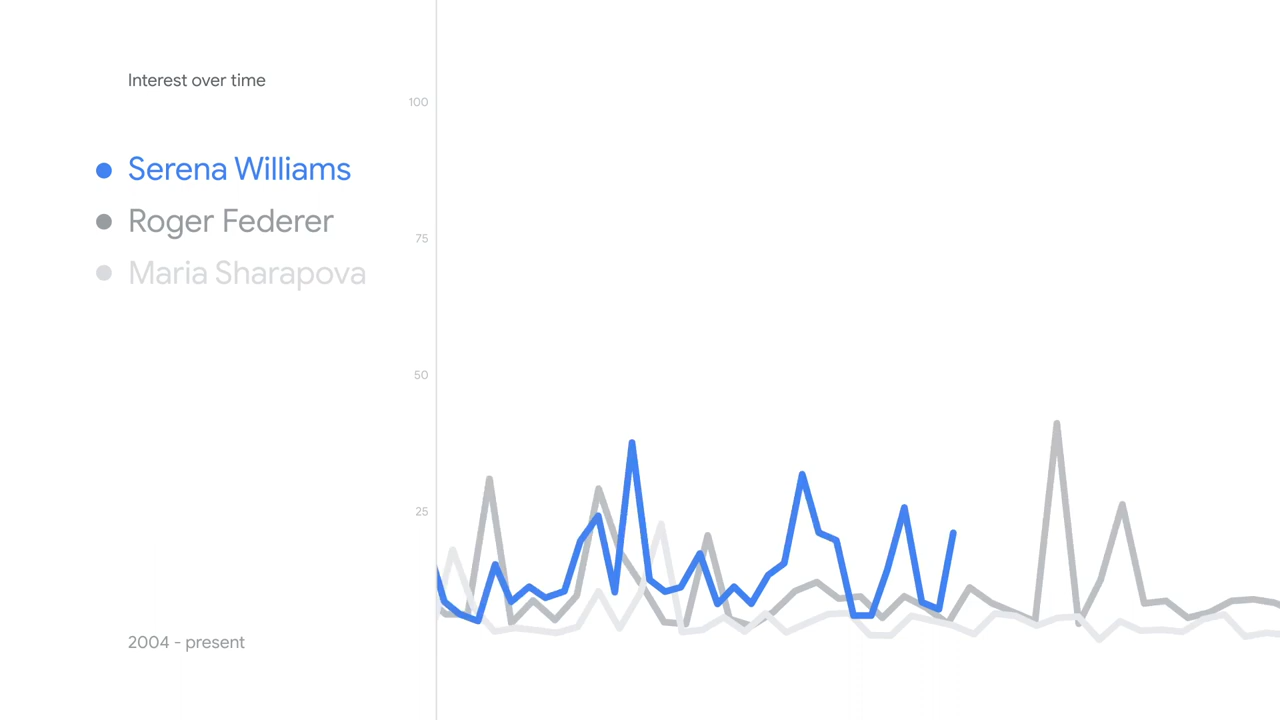 Interest over time
100
Serena Williams
Roger Federer
75
Maria Sharapova
50
25
2004 - present